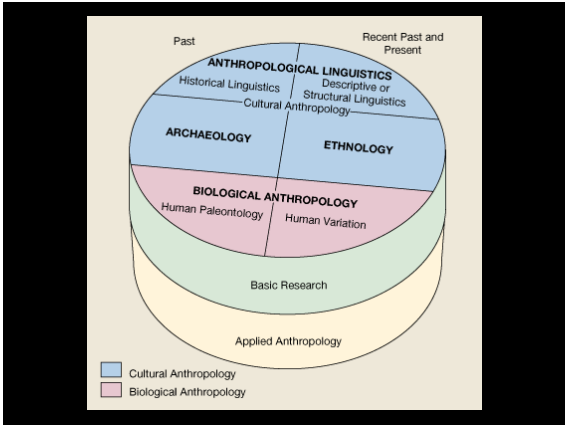 Past
Recent Past and
Present
ANTHROPOLOGICAL LINGUISTICS
Historical Linguistics
Descriptive or
Structural Linguistics
Cultural Anthropology
ARCHAEOLOGY
ETHNOLOGY
BIOLOGICAL ANTHROPOLOGY
Human Paleontology
Human Variation
Basic Research
Applied Anthropology
Cultural Anthropology
Biological Anthropology